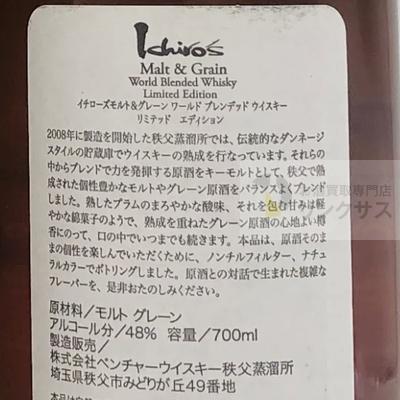 Ichiro's
Malt & Grain
World Blended Whisky
Limited Edition
イチローズモルト&グレーン ワールド ブレンデッド ウイスキー
リミテッド エディション
2008年に製造を開始した秩父蒸溜所では、伝統的なダンネージ
スタイルの貯蔵庫でウイスキーの熟成を行なっています。それらの
中からブレンドで力を発揮する原酒をキーモルトとして、秩父で熟
成された個性豊かなモルトやグレーン原酒をバランスよくブレンド
しました。熟したプラムのまろやかな酸味、それを包む甘みは軽
やかな綿菓子のようで、熟成を重ねたグレーン原酒の心地よい樽
香にのって、口の中でいつまでも続きます。本品は、原酒そのま
まの個性を楽しんでいただくために、ノンチルフィルター、ナチュ
ラルカラーでボトリングしました。原酒との対話で生まれた複雑な
フレーバーを、是非おたのしみください。
原材料/モルト グレーン
アルコール分/48% 容量/700ml
製造販売/
株式会社ベンチャーウイスキー秩父蒸溜所
埼玉県秩父市みどりが丘49番地
買取専門店
リンクサス